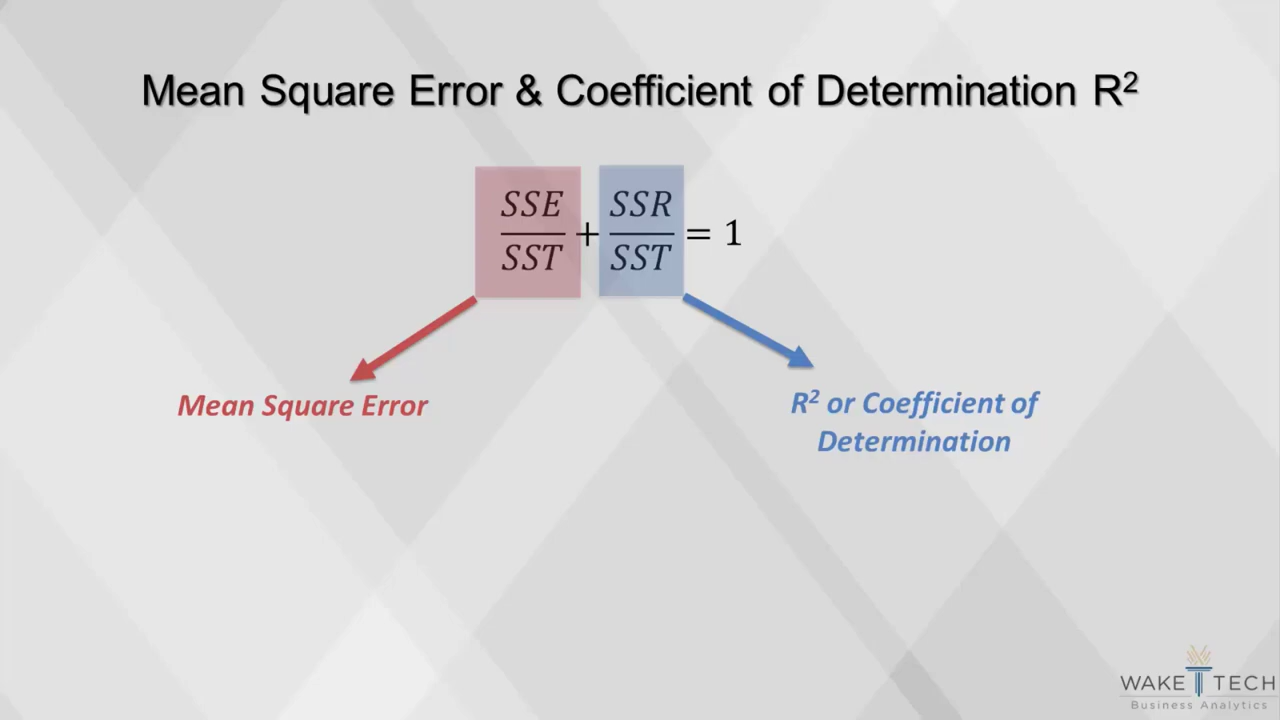 Mean Square Error & Coefficient of Determination R²
SSE/SST + SSR/SST = 1
Mean Square Error
R² or Coefficient of
Determination
WAKE TECH
Business Analytics